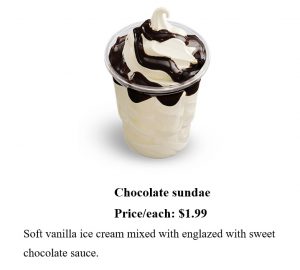 Chocolate sundae
Price/each: $1.99
Soft vanilla ice cream mixed with englazed with sweet
chocolate sauce.